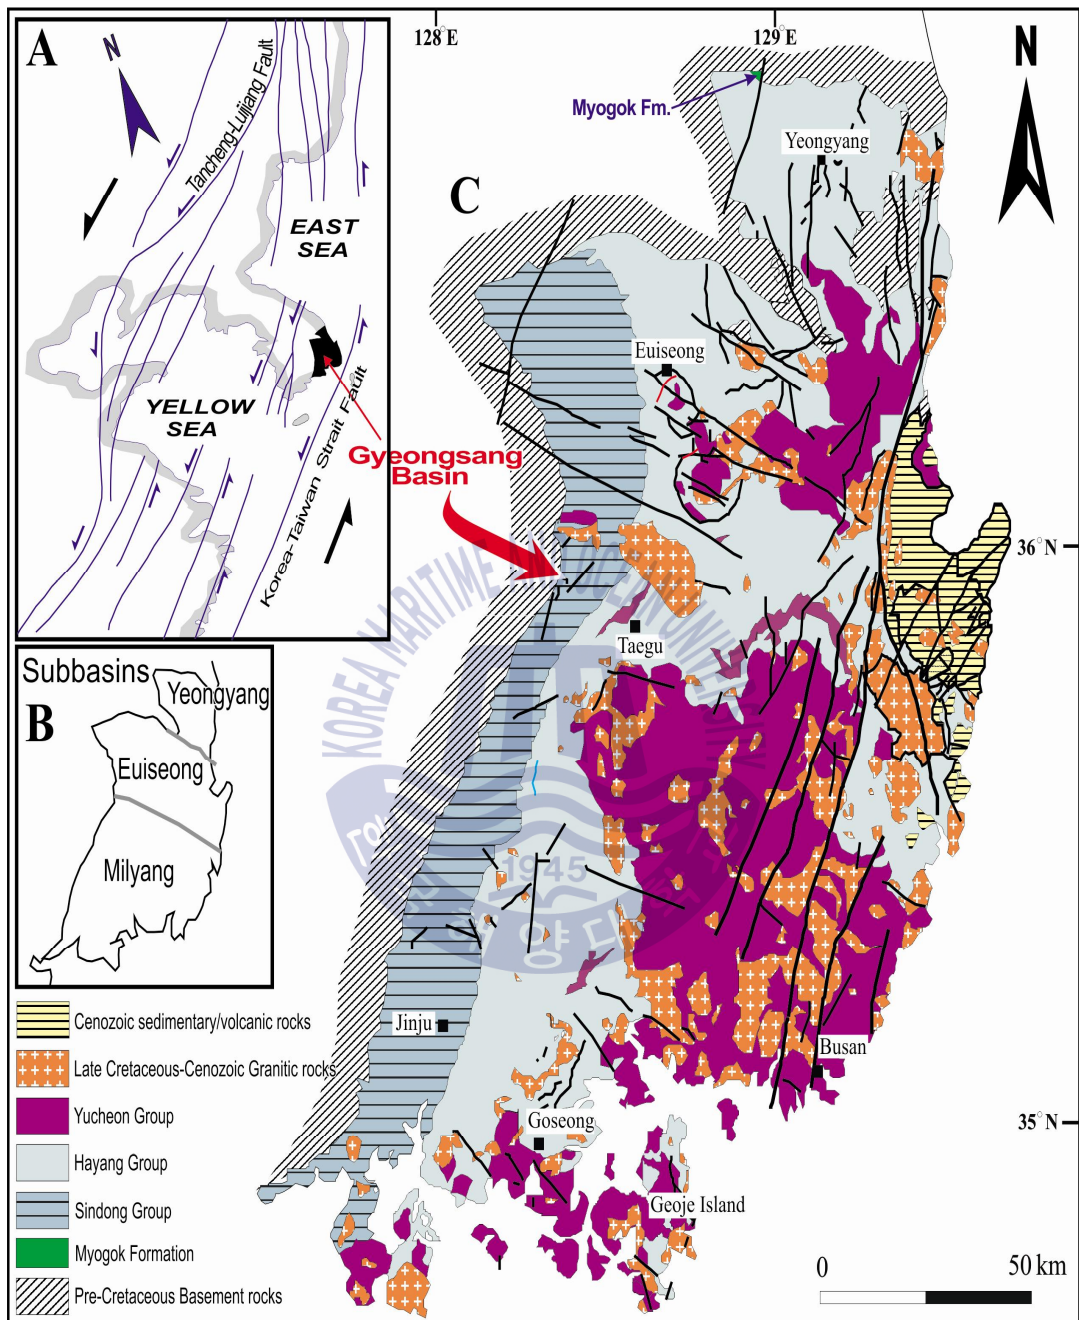 A
N
Tancheng-Lujiang Fault
EAST
SEA
YELLOW
SEA
Korea-Taiwan Strait Fault
Gyeongsang
Basin
Subbasins
B
Yeongyang
Euiseong
Milyang
128°E
129°E
N
Myogok Fm.
C
Yeongyang
Euiseong
36°N
Taegu
KOREA MARITIME AND OCEAN UNIVERSITY
1945
해양대
Jinju
Busan
Goseong
35°N
Geoje Island
0
50 km
Cenozoic sedimentary/volcanic rocks
Late Cretaceous-Cenozoic Granitic rocks
Yucheon Group
Hayang Group
Sindong Group
Myogok Formation
Pre-Cretaceous Basement rocks